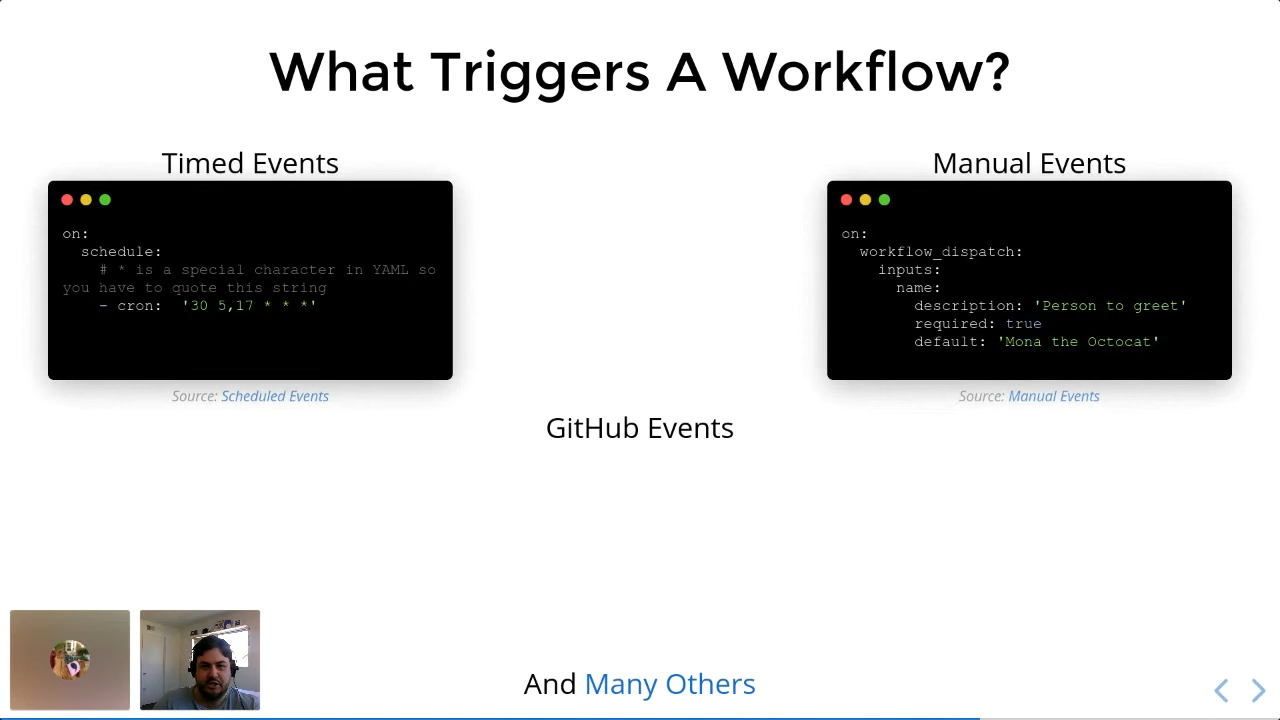 What Triggers A Workflow?
Timed Events
on:
  schedule:
    # * is a special character in YAML so
you have to quote this string
    - cron:  '30 5,17 * * *'
Source: Scheduled Events
Manual Events
on:
  workflow_dispatch:
    inputs:
      name:
        description: 'Person to greet'
        required: true
        default: 'Mona the Octocat'
Source: Manual Events
GitHub Events
And Many Others